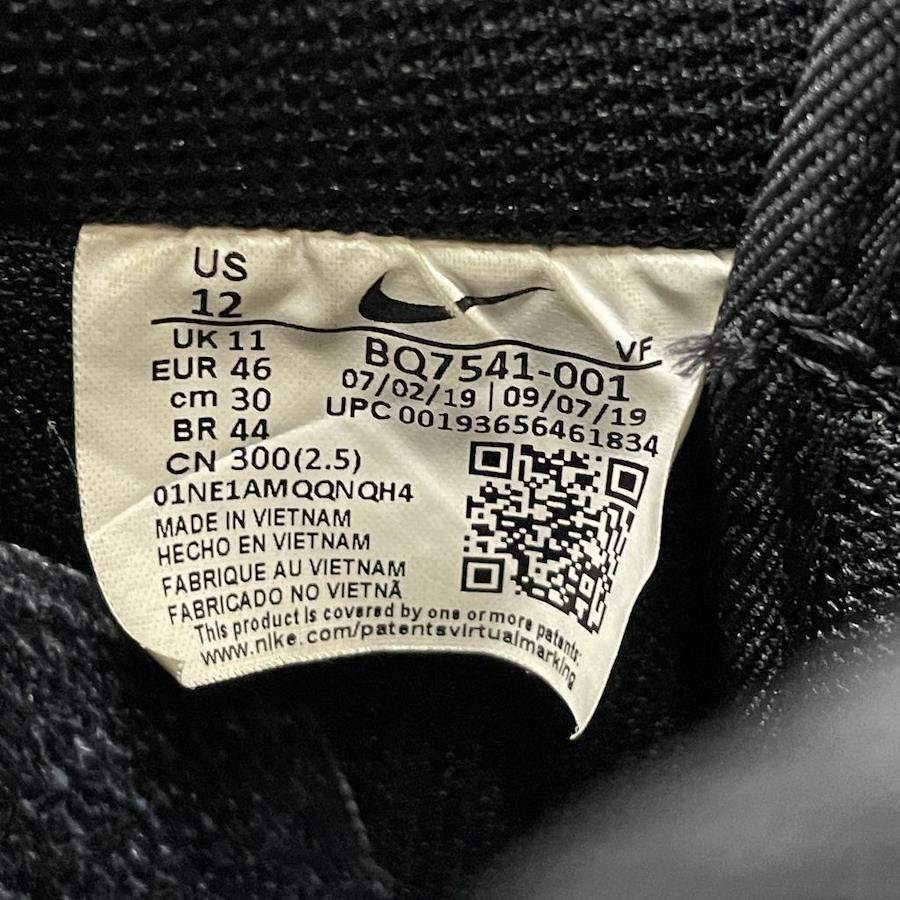 US
12
UK 11
EUR 46
cm 30
BR 44
CN 300(2.5)
VF
BQ7541-001
07/02/19 | 09/07/19
UPC 00193656461834
01NE1AMQQNQH4
MADE IN VIETNAM
HECHO EN VIETNAM
FABRIQUE AU VIETNAM
FABRICADO NO VIETNÃ
This product is covered by one or more patents:
www.nike.com/patentsvirtualmarking